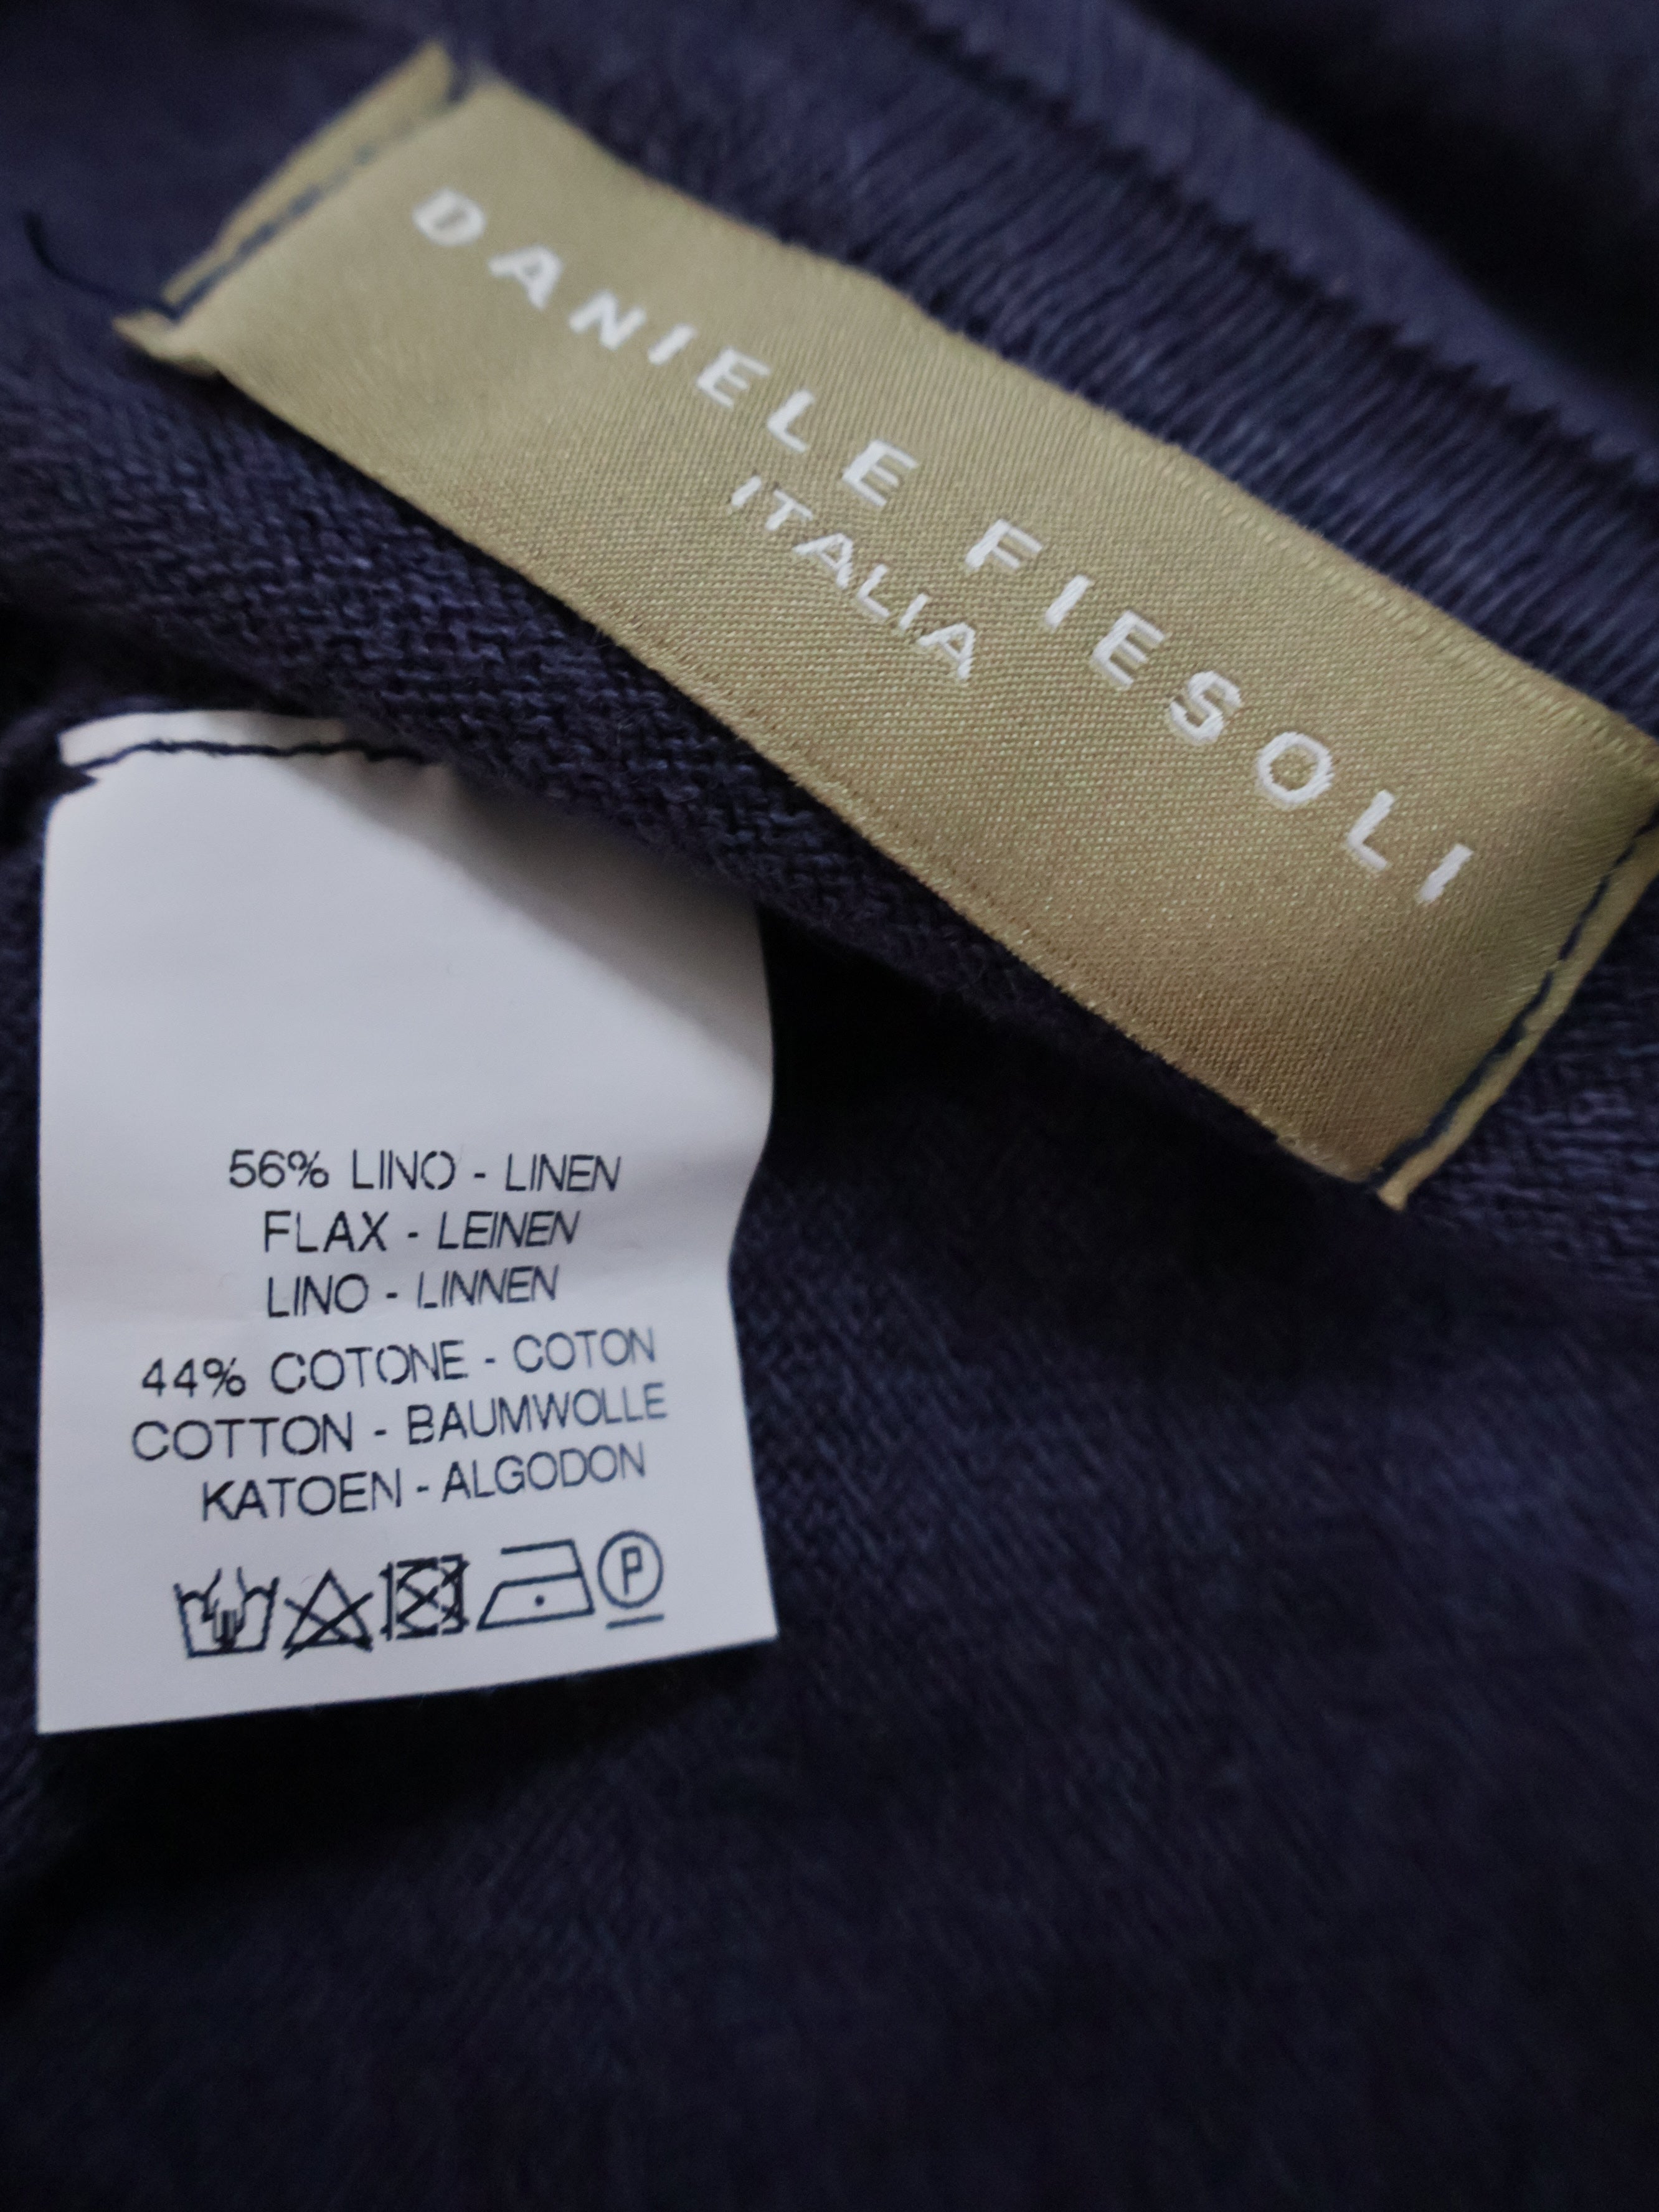 DANIELE FIESOLI
ITALIA
56% LINO - LINEN
FLAX - LEINEN
LINO - LINNEN
44% COTONE - COTON
COTTON - BAUMWOLLE
KATOEN - ALGODON
P